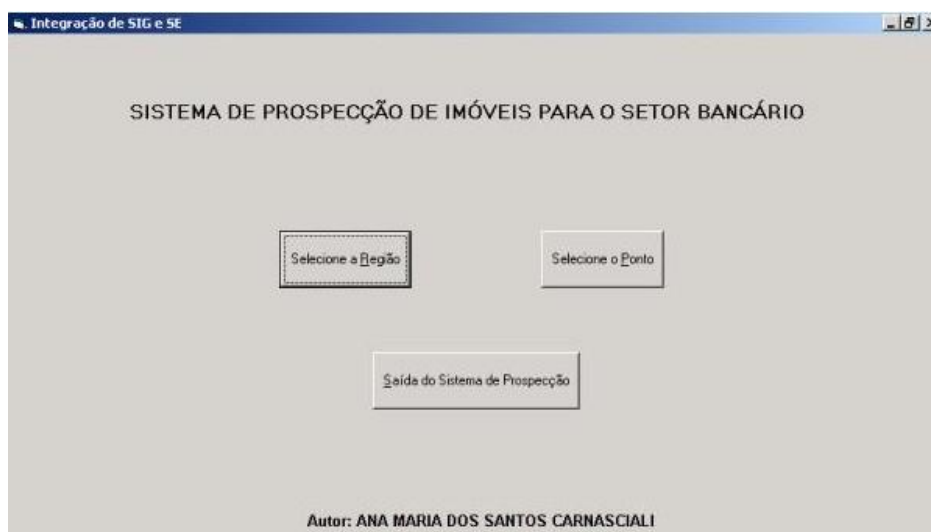 Integração de SIG e SE
SISTEMA DE PROSPECÇÃO DE IMÓVEIS PARA O SETOR BANCÁRIO
Selecione a Região
Selecione o Ponto
Saída do Sistema de Prospecção
Autor: ANA MARIA DOS SANTOS CARNASCIALI